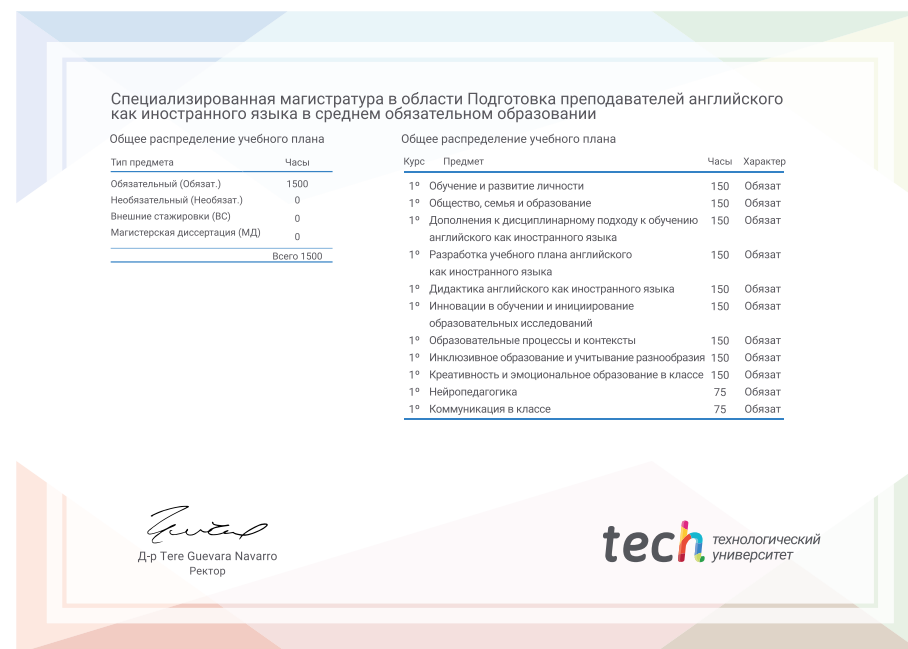 Специализированная магистратура в области Подготовка преподавателей английского
как иностранного языка в среднем обязательном образовании
Общее распределение учебного плана
Тип предмета Часы
Обязательный (Обязат.) 1500
Необязательный (Необязат.) 0
Внешние стажировки (ВС) 0
Магистерская диссертация (МД) 0
Всего 1500
Общее распределение учебного плана
Курс Предмет Часы Характер
1º Обучение и развитие личности 150 Обязат
1º Общество, семья и образование 150 Обязат
1º Дополнения к дисциплинарному подходу к обучению 150 Обязат
английского как иностранного языка
1º Разработка учебного плана английского 150 Обязат
как иностранного языка
1º Дидактика английского как иностранного языка 150 Обязат
1º Инновации в обучении и инициирование 150 Обязат
образовательных исследований
1º Образовательные процессы и контексты 150 Обязат
1º Инклюзивное образование и учитывание разнообразия 150 Обязат
1º Креативность и эмоциональное образование в классе 150 Обязат
1º Нейропедагогика 75 Обязат
1º Коммуникация в классе 75 Обязат
Д-р Tere Guevara Navarro
Ректор
tech технологический
университет